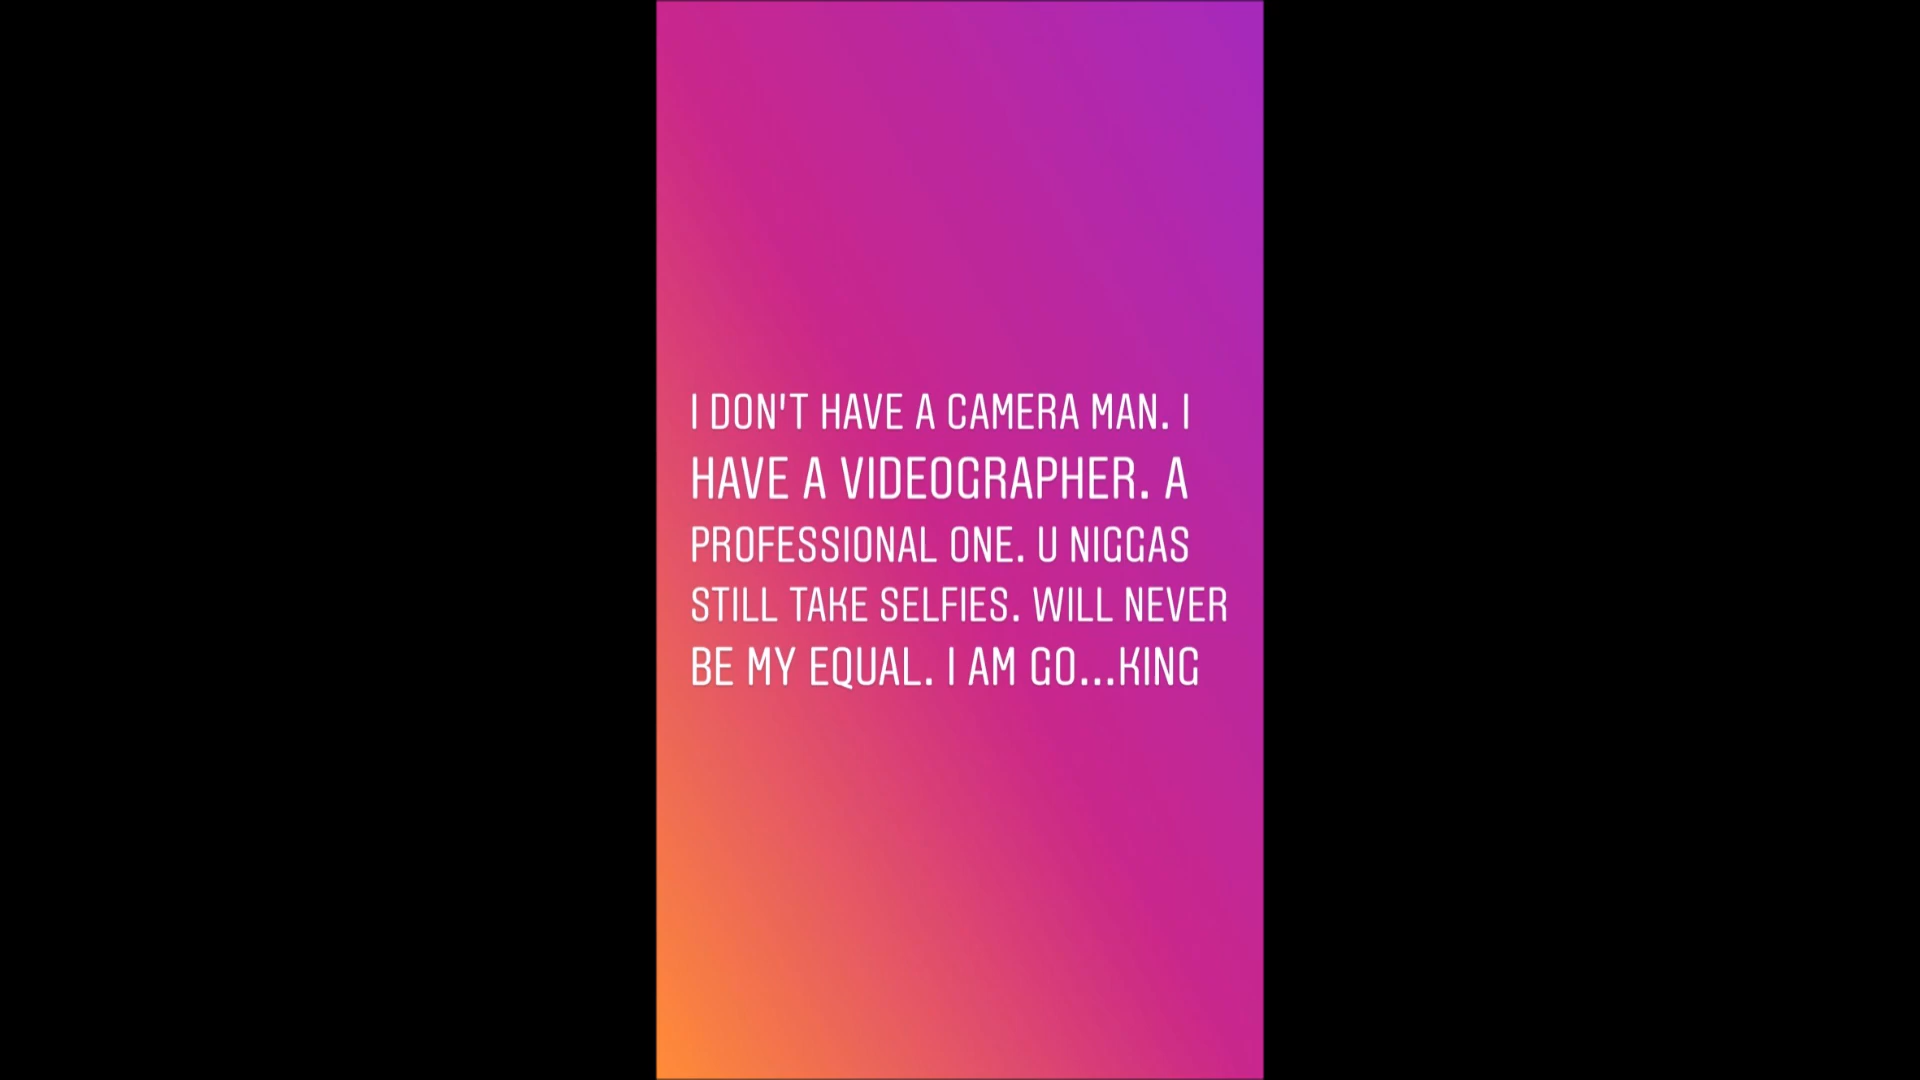 I DON'T HAVE A CAMERA MAN. I
HAVE A VIDEOGRAPHER. A
PROFESSIONAL ONE. U NIGGAS
STILL TAKE SELFIES. WILL NEVER
BE MY EQUAL. I AM GO...KING